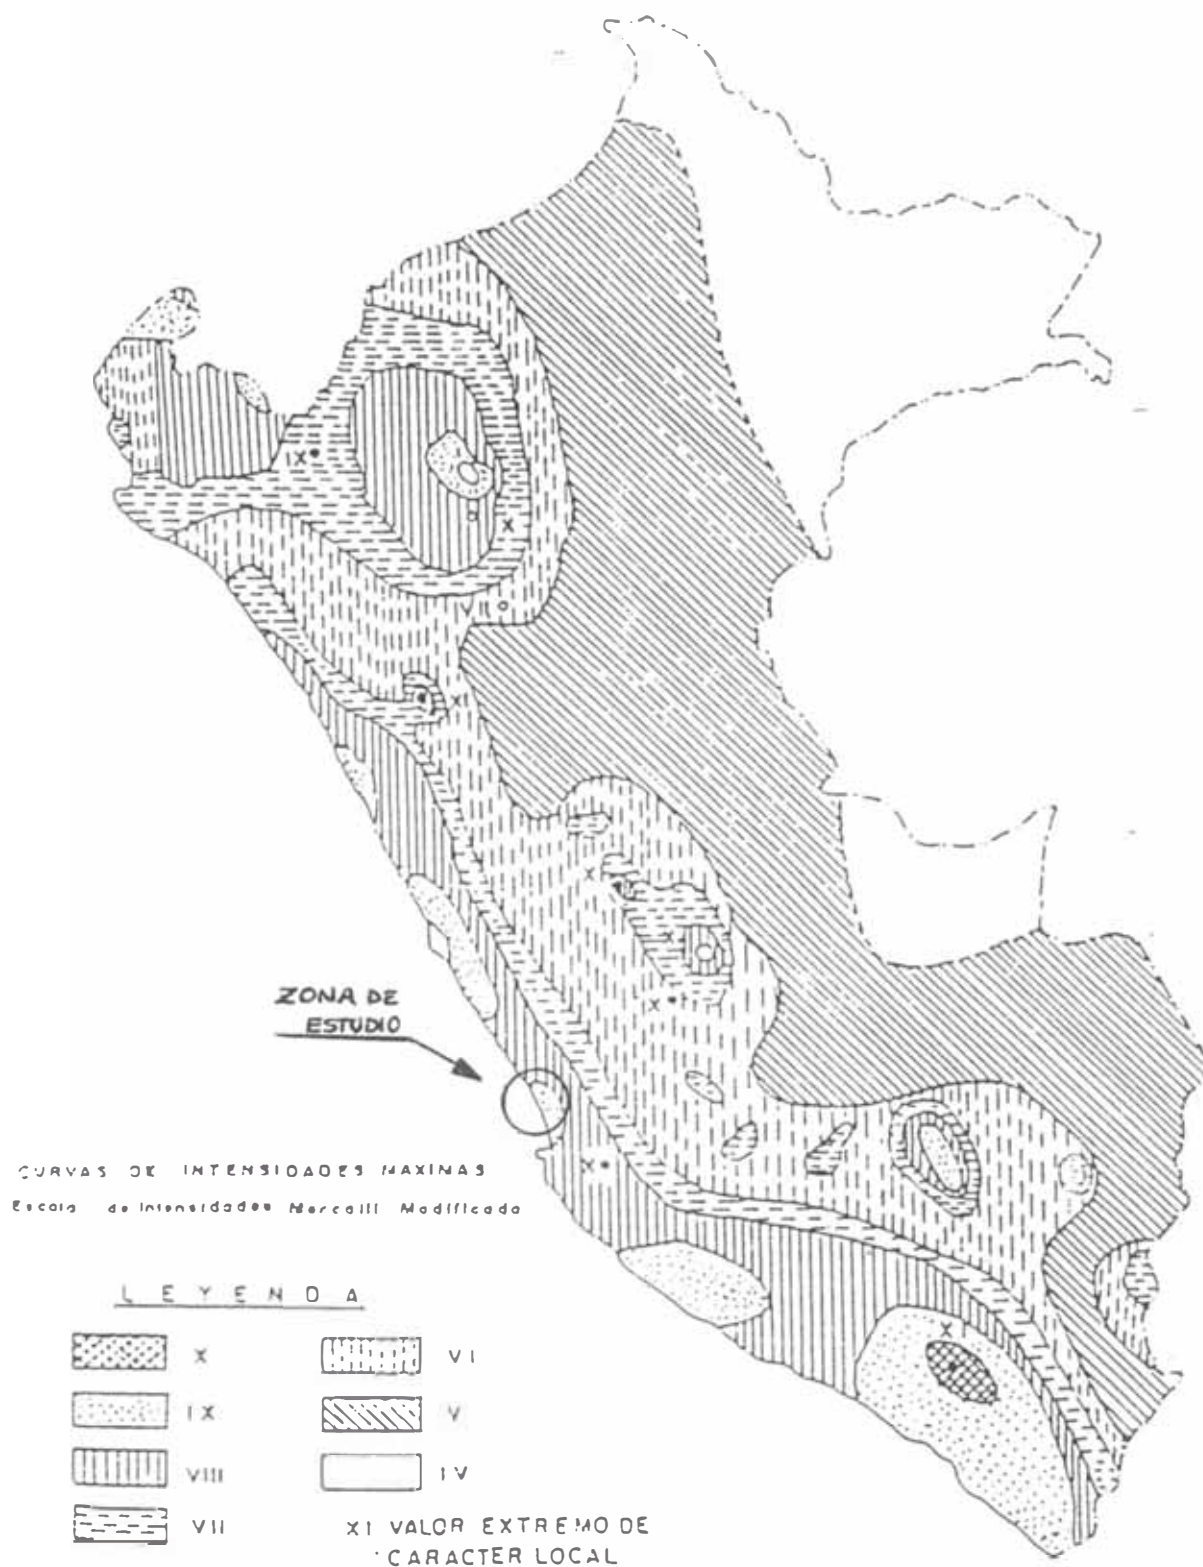 IX
X
VII
XI
X
X
X
ZONA DE
ESTUDIO
X
CURVAS DE INTENSIDADES MAXIMAS
Escala de Intensidades Mercalli Modificada
XI
LEYENDA
X
VI
IX
V
VIII
IV
VII
XI VALOR EXTREMO DE
CARACTER LOCAL